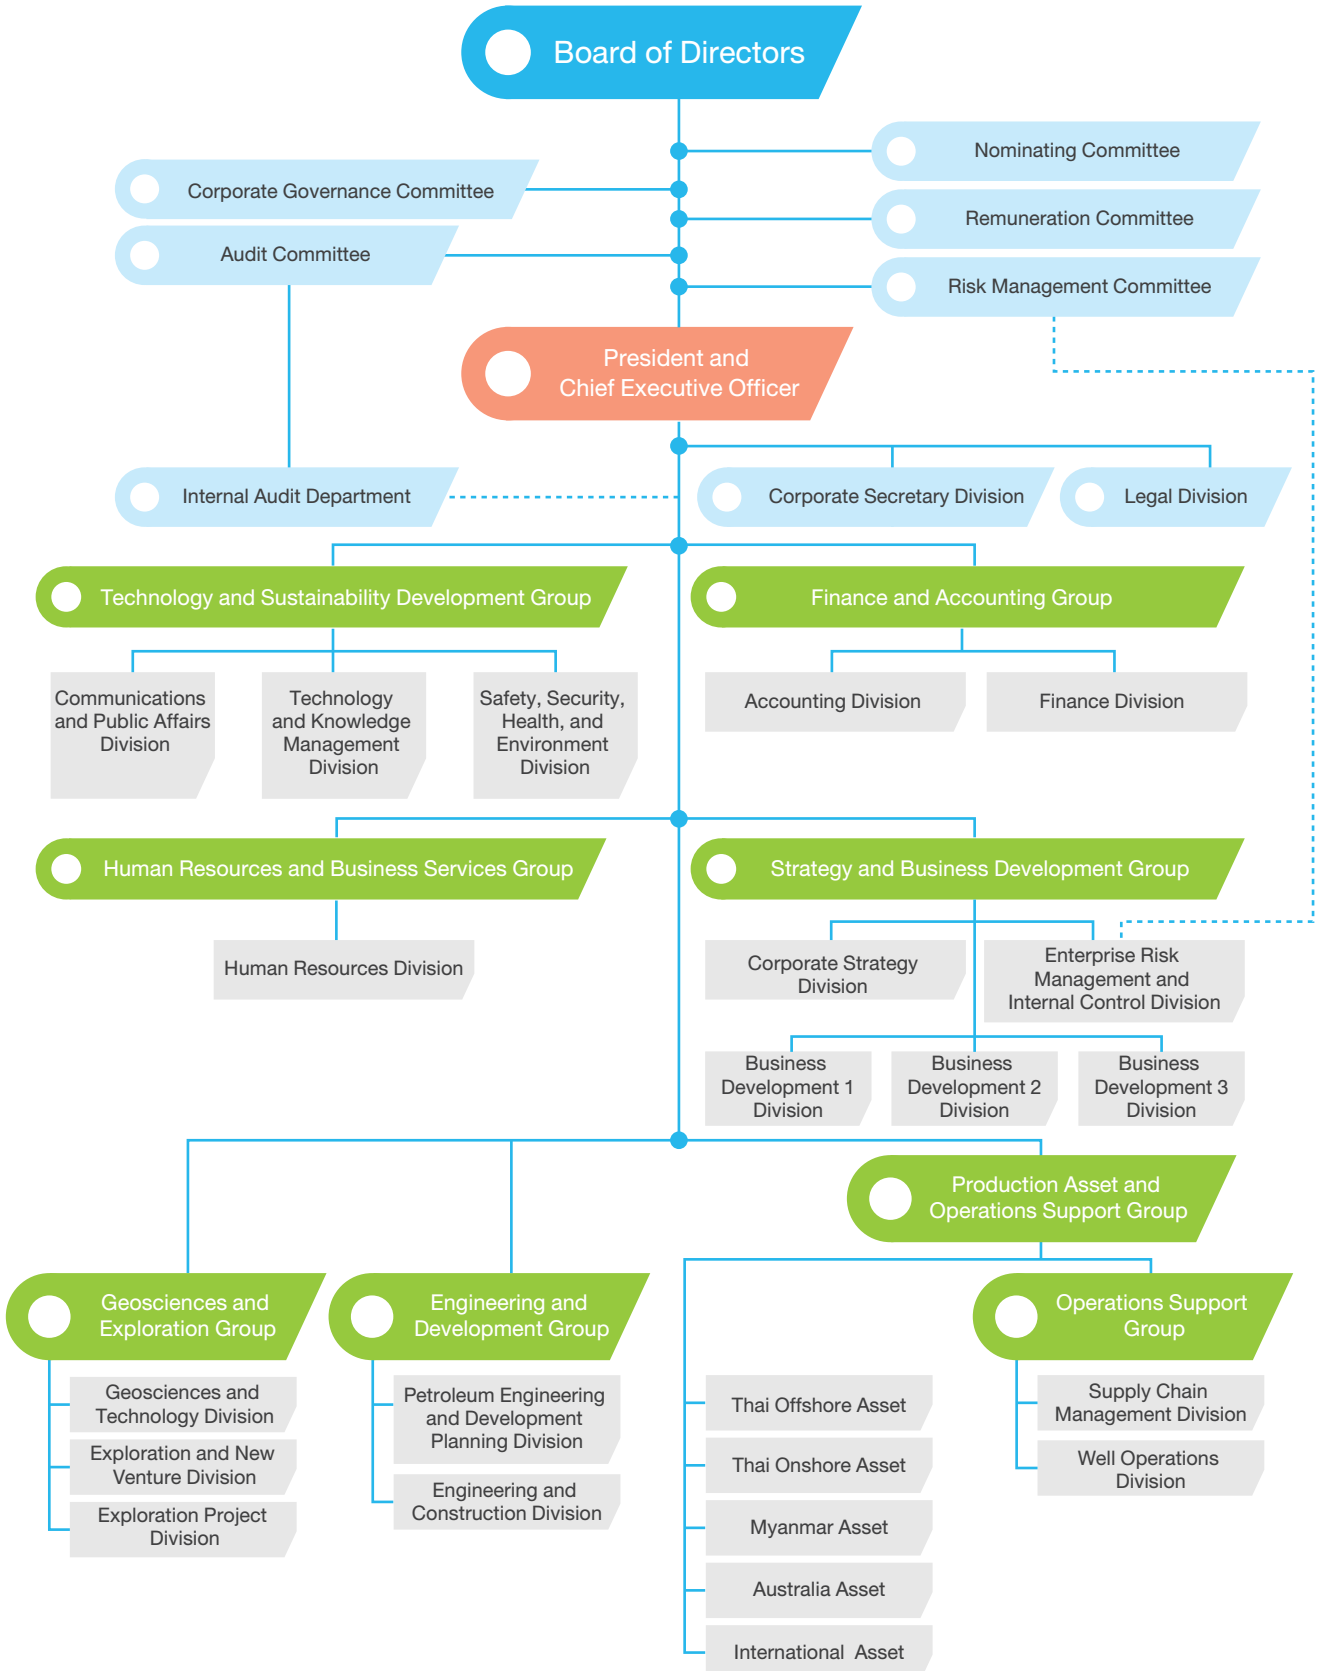 Board of Directors
Nominating Committee
Corporate Governance Committee
Remuneration Committee
Audit Committee
Risk Management Committee
President and
Chief Executive Officer
Internal Audit Department
Corporate Secretary Division
Legal Division
Technology and Sustainability Development Group
Finance and Accounting Group
Communications
and Public Affairs
Division
Technology
and Knowledge
Management
Division
Safety, Security,
Health, and
Environment
Division
Accounting Division
Finance Division
Human Resources and Business Services Group
Strategy and Business Development Group
Human Resources Division
Corporate Strategy
Division
Enterprise Risk
Management and
Internal Control Division
Business
Development 1
Division
Business
Development 2
Division
Business
Development 3
Division
Production Asset and
Operations Support Group
Geosciences and
Exploration Group
Engineering and
Development Group
Operations Support
Group
Geosciences and
Technology Division
Exploration and New
Venture Division
Exploration Project
Division
Petroleum Engineering
and Development
Planning Division
Engineering and
Construction Division
Thai Offshore Asset
Thai Onshore Asset
Myanmar Asset
Australia Asset
International Asset
Supply Chain
Management Division
Well Operations
Division